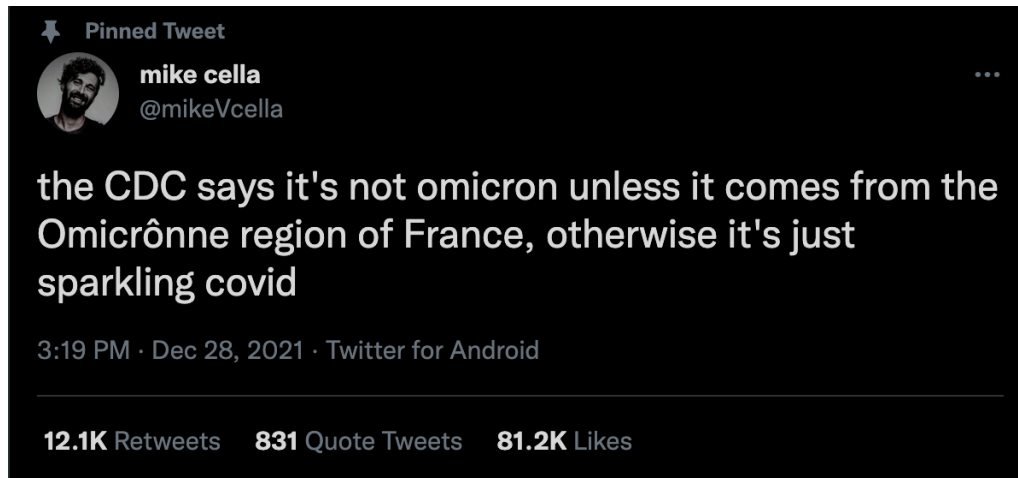 Pinned Tweet
mike cella
@mikeVcella
the CDC says it's not omicron unless it comes from the
Omicrônne region of France, otherwise it's just
sparkling covid
3:19 PM · Dec 28, 2021 · Twitter for Android
12.1K Retweets 831 Quote Tweets 81.2K Likes